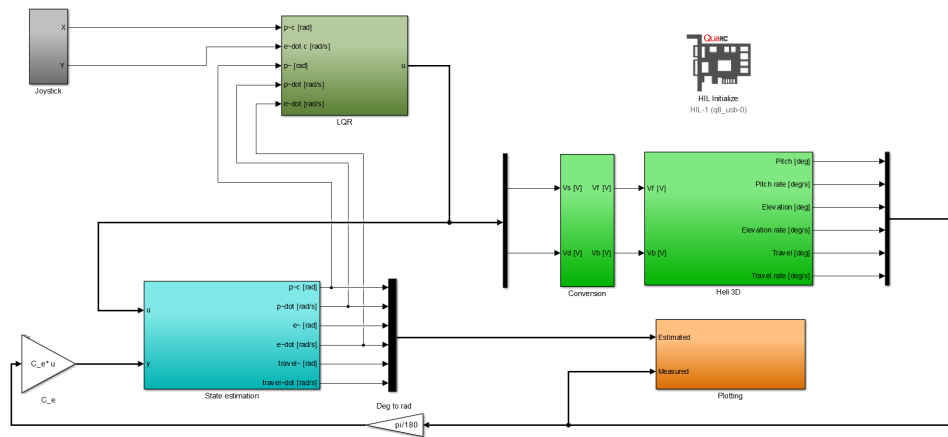 X
Y
Joystick
p~c [rad]
e~dot c [rad/s]
p~ [rad]
p~dot [rad/s]
e~dot [rad/s]
u
LQR
QUARC
HIL Initialize
HIL-1 (q8_usb-0)
Vs [V]
Vd [V]
Vf [V]
Vb [V]
Conversion
Vf [V]
Vb [V]
Pitch [deg]
Pitch rate [deg/s]
Elevation [deg]
Elevation rate [deg/s]
Travel [deg]
Travel rate [deg/s]
Heli 3D
u
y
p~c [rad]
p~dot [rad/s]
e~ [rad]
e~dot [rad/s]
travel~ [rad]
travel~dot [rad/s]
State estimation
C_e* u
C_e
Estimated
Measured
Plotting
Deg to rad
pi/180